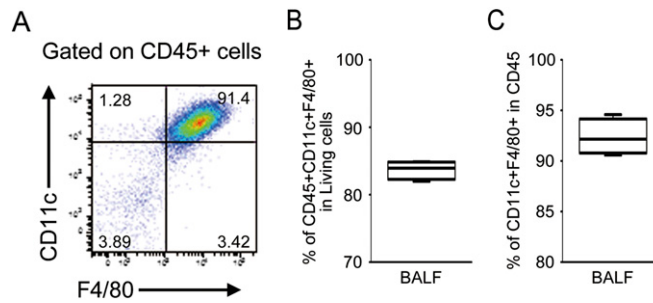 A
Gated on CD45+ cells
1.28
91.4
3.89
3.42
CD11c
F4/80
B
% of CD45+CD11c+F4/80+
in Living cells
100
90
80
70
BALF
C
% of CD11c+F4/80+ in CD45
100
95
90
85
80
BALF